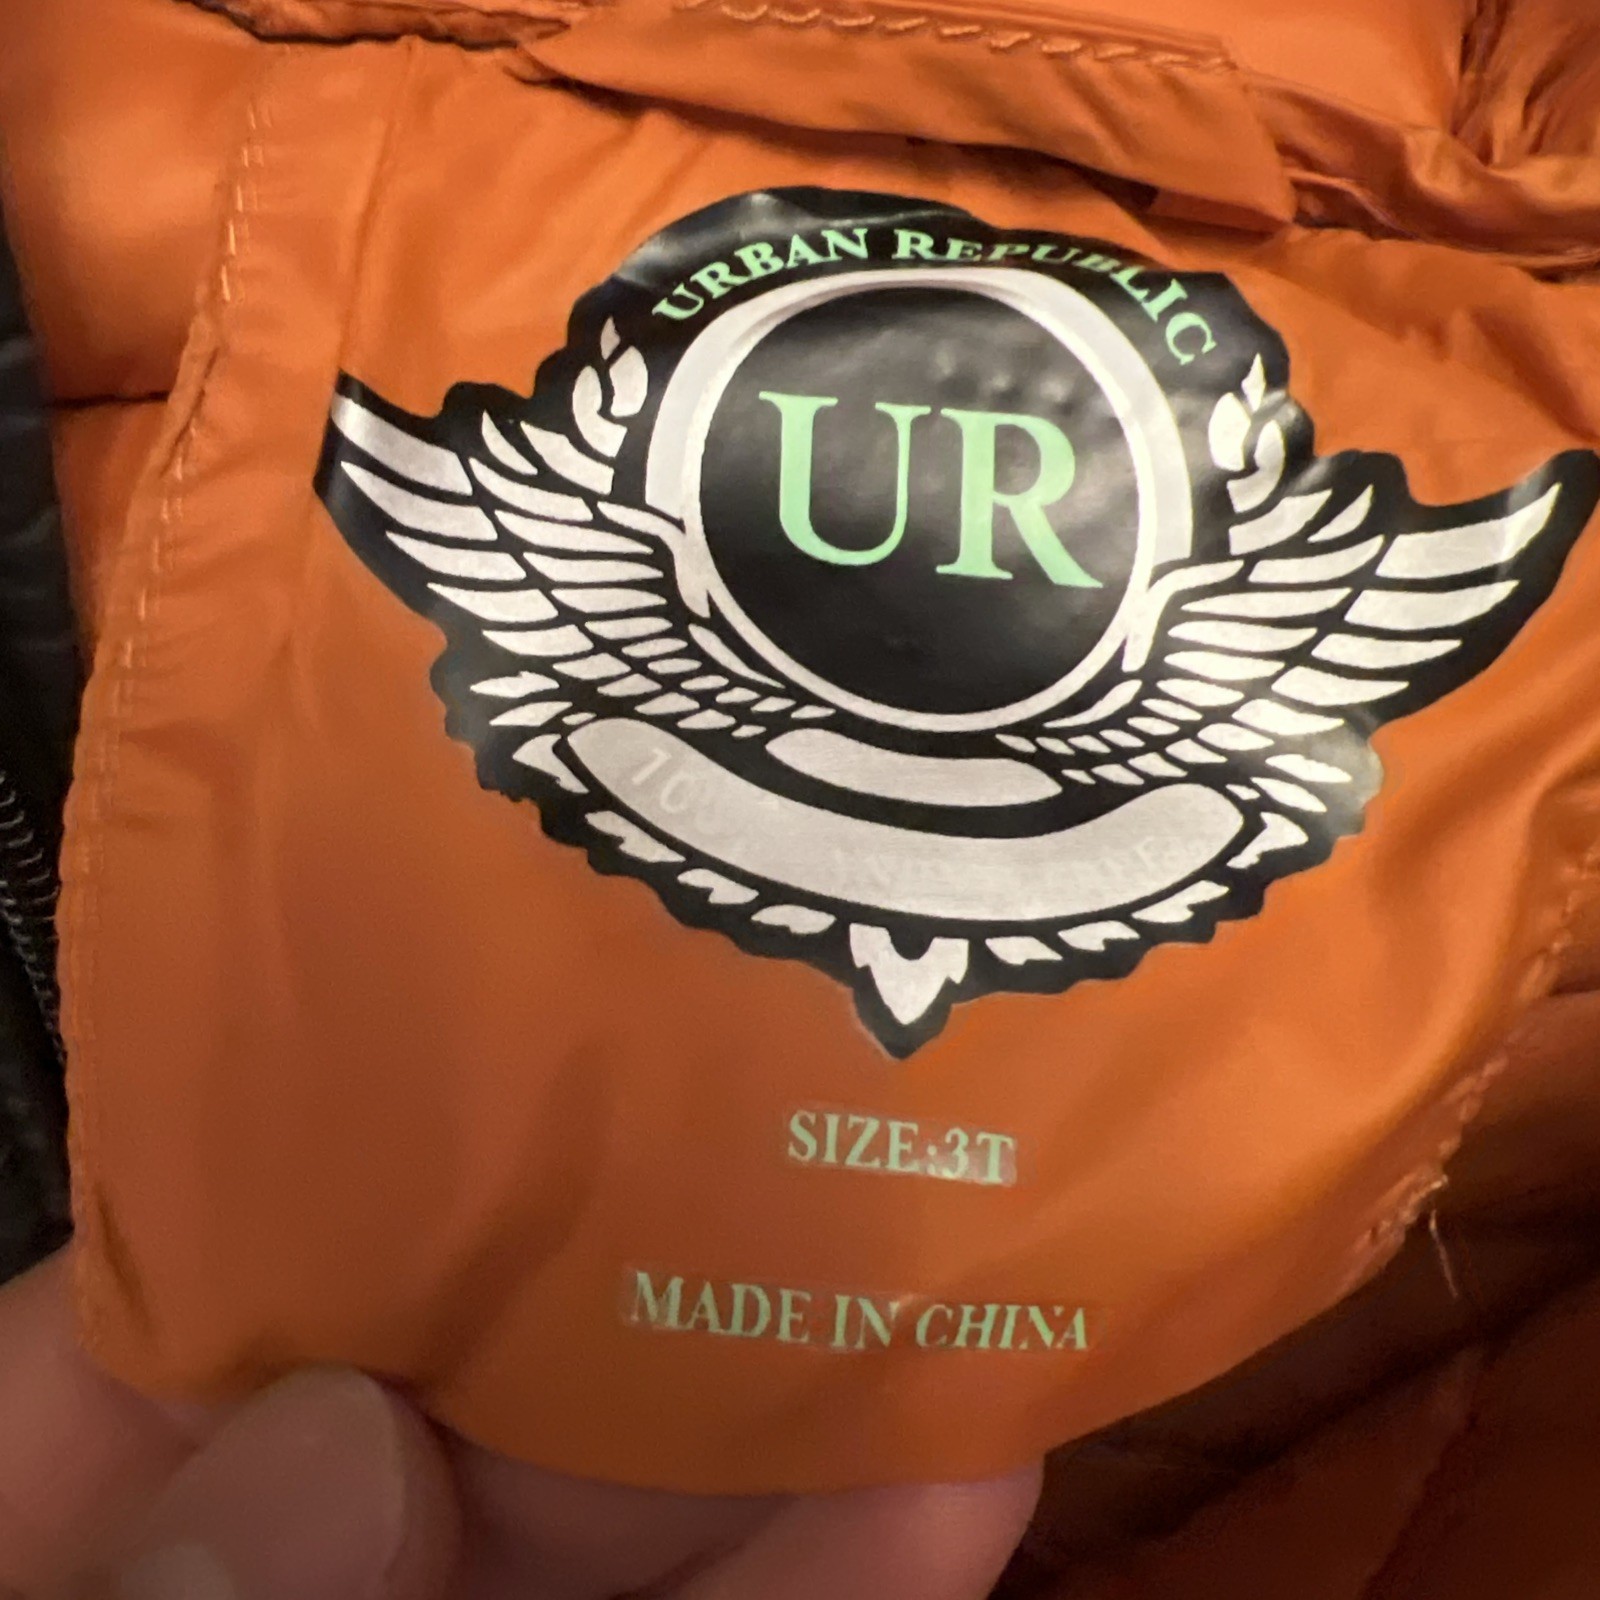 URBAN REPUBLIC
UR
SIZE:3T
MADE IN CHINA